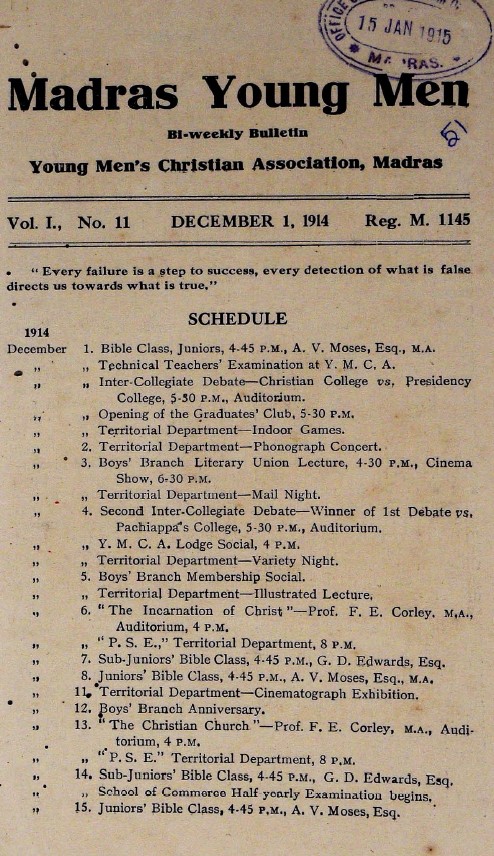 OFFICE
15 JAN 1915
MADRAS.
Madras Young Men
Bi-weekly Bulletin
Young Men's Christian Association, Madras
Vol. I., No. 11 DECEMBER 1, 1914 Reg. M. 1145
"Every failure is a step to success, every detection of what is false
directs us towards what is true."
SCHEDULE
1914
December 1. Bible Class, Juniors, 4-45 P.M., A. V. Moses, Esq., M.A.
„ „ Technical Teachers' Examination at Y. M. C. A.
„ „ Inter-Collegiate Debate—Christian College vs. Presidency
College, 5-30 P.M., Auditorium.
„ „ Opening of the Graduates' Club, 5-30 P.M.
„ „ Territorial Department—Indoor Games.
„ 2. Territorial Department—Phonograph Concert.
„ 3. Boys' Branch Literary Union Lecture, 4-30 P.M., Cinema
Show, 6-30 P.M.
„ „ Territorial Department—Mail Night.
„ 4. Second Inter-Collegiate Debate—Winner of 1st Debate vs.
Pachiappa's College, 5-30 P.M., Auditorium.
„ „ Y. M. C. A. Lodge Social, 4 P.M.
„ „ Territorial Department—Variety Night.
„ 5. Boys' Branch Membership Social.
„ „ Territorial Department—Illustrated Lecture,
„ 6. "The Incarnation of Christ"—Prof. F. E. Corley, M.A.,
Auditorium, 4 P.M.
„ „ "P. S. E.," Territorial Department, 8 P.M.
„ 7. Sub-Juniors' Bible Class, 4-45 P.M., G. D. Edwards, Esq.
„ 8. Juniors' Bible Class, 4-45 P.M., A. V. Moses, Esq., M.A.
„ 11. Territorial Department—Cinematograph Exhibition.
„ 12. Boys' Branch Anniversary.
„ 13. "The Christian Church"—Prof. F. E. Corley, M.A., Audi-
torium, 4 P.M.
„ „ "P. S. E." Territorial Department, 8 P.M.
„ 14. Sub-Juniors' Bible Class, 4-45 P.M., G. D. Edwards, Esq.
„ „ School of Commerce Half yearly Examination begins.
„ 15. Juniors' Bible Class, 4-45 P.M., A. V. Moses, Esq.